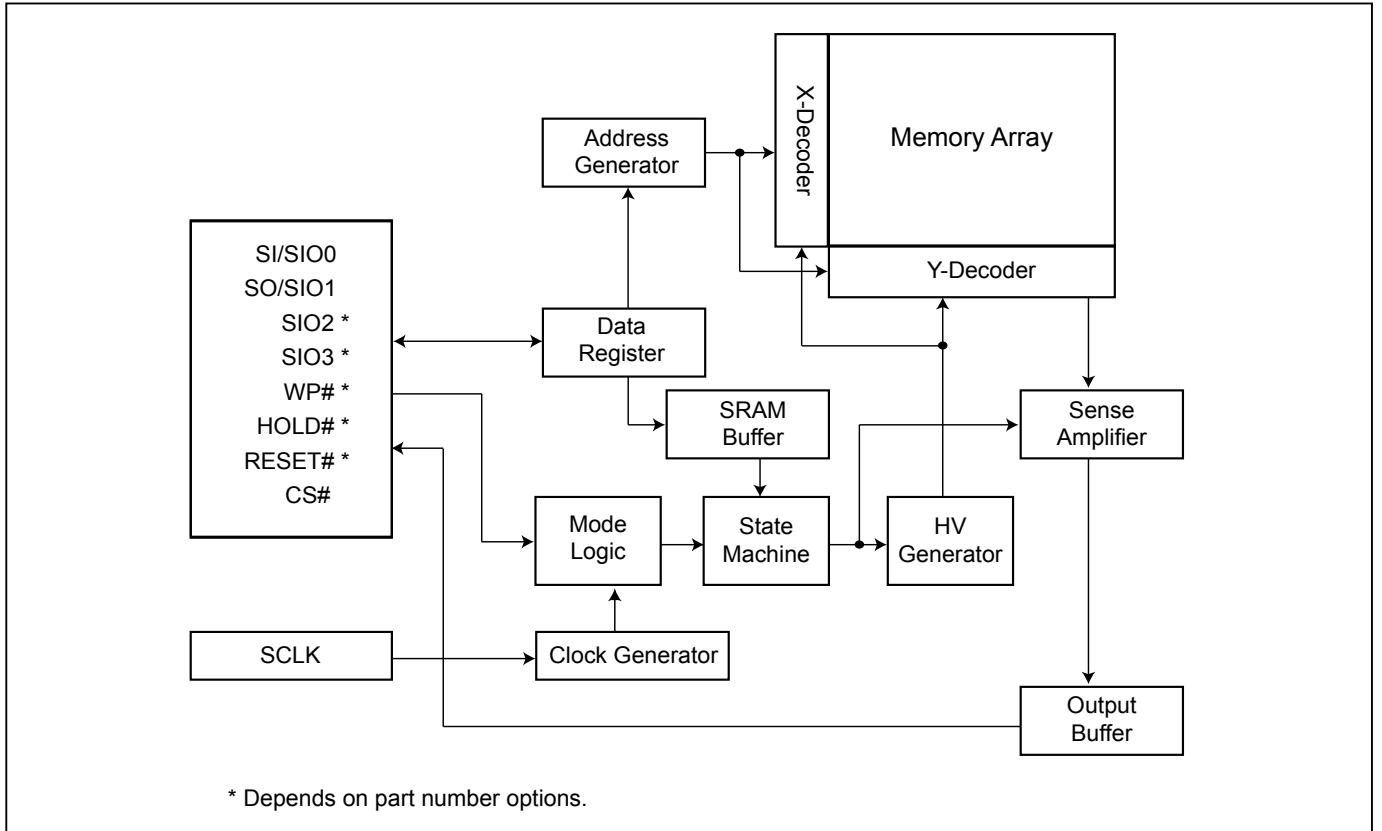 X-Decoder
Memory Array
Address
Generator
Y-Decoder
SI/SIO0
SO/SIO1
SIO2 *
SIO3 *
WP# *
HOLD# *
RESET# *
CS#
Data
Register
SRAM
Buffer
Sense
Amplifier
Mode
Logic
State
Machine
HV
Generator
SCLK
Clock Generator
Output
Buffer
* Depends on part number options.